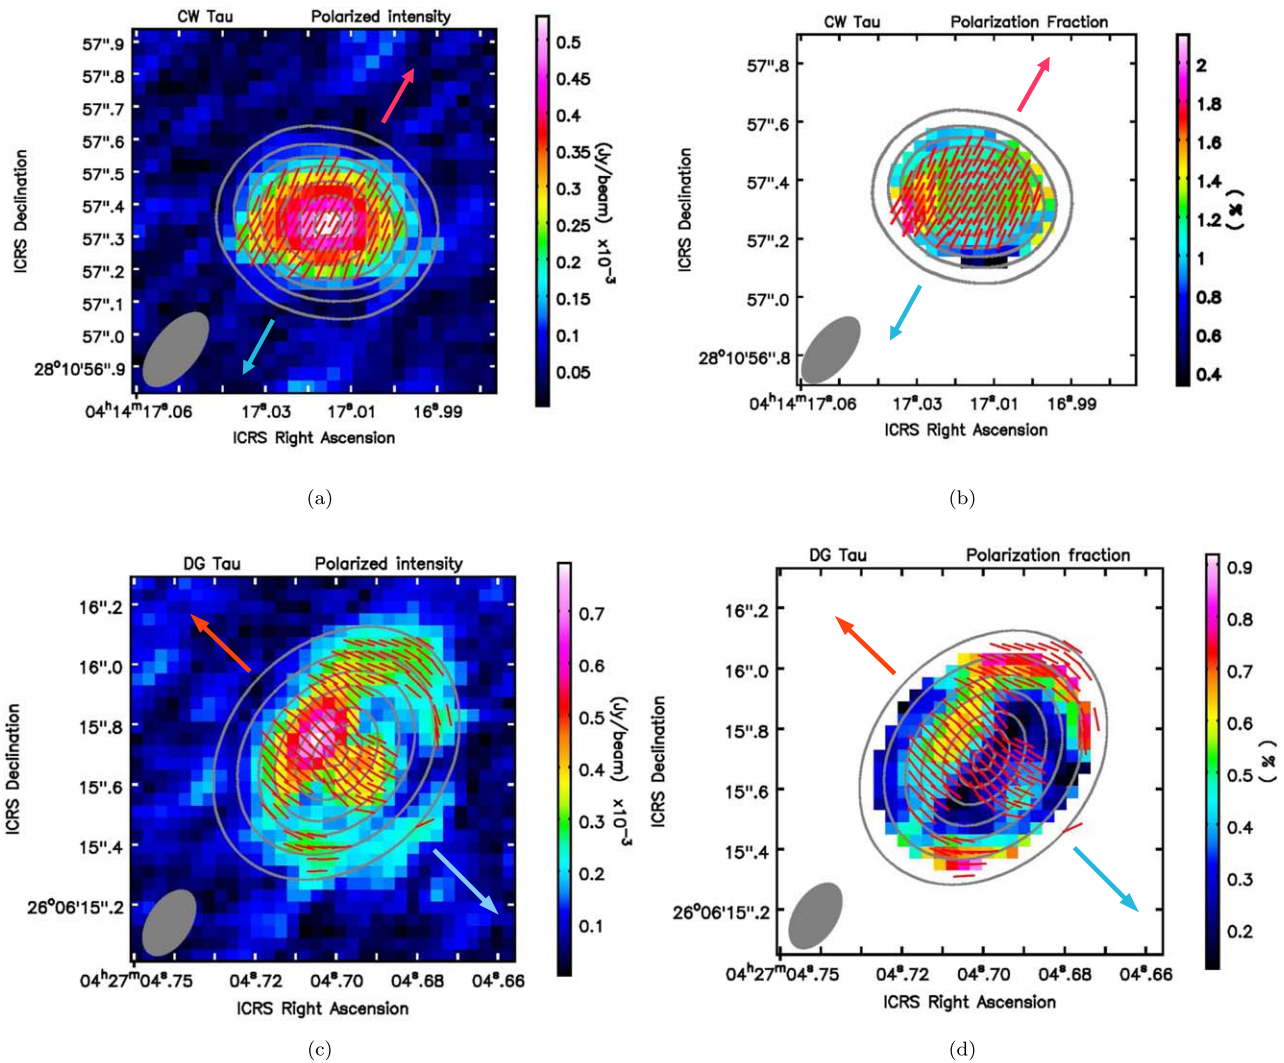 CW Tau Polarized intensity
57".9
57".8
57".7
57".6
57".5
57".4
57".3
57".2
57".1
57".0
28°10'56".9
ICRS Declination
04ʰ14ᵐ17ˢ.06 17ˢ.03 17ˢ.01 16ˢ.99
ICRS Right Ascension
0.5
0.45
0.4
0.35
0.3
0.25
0.2
0.15
0.1
0.05
(Jy/beam) x10⁻³
(a)
CW Tau Polarization Fraction
57".8
57".6
57".4
57".2
57".0
28°10'56".8
ICRS Declination
04ʰ14ᵐ17ˢ.06 17ˢ.03 17ˢ.01 16ˢ.99
ICRS Right Ascension
2
1.8
1.6
1.4
1.2
1
0.8
0.6
0.4
(%)
(b)
DG Tau Polarized intensity
16".2
16".0
15".8
15".6
15".4
26°06'15".2
ICRS Declination
04ʰ27ᵐ04ˢ.75 04ˢ.72 04ˢ.70 04ˢ.68 04ˢ.66
ICRS Right Ascension
0.7
0.6
0.5
0.4
0.3
0.2
0.1
(Jy/beam) x10⁻³
(c)
DG Tau Polarization fraction
16".2
16".0
15".8
15".6
15".4
26°06'15".2
ICRS Declination
04ʰ27ᵐ04ˢ.75 04ˢ.72 04ˢ.70 04ˢ.68 04ˢ.66
ICRS Right Ascension
0.9
0.8
0.7
0.6
0.5
0.4
0.3
0.2
(%)
(d)